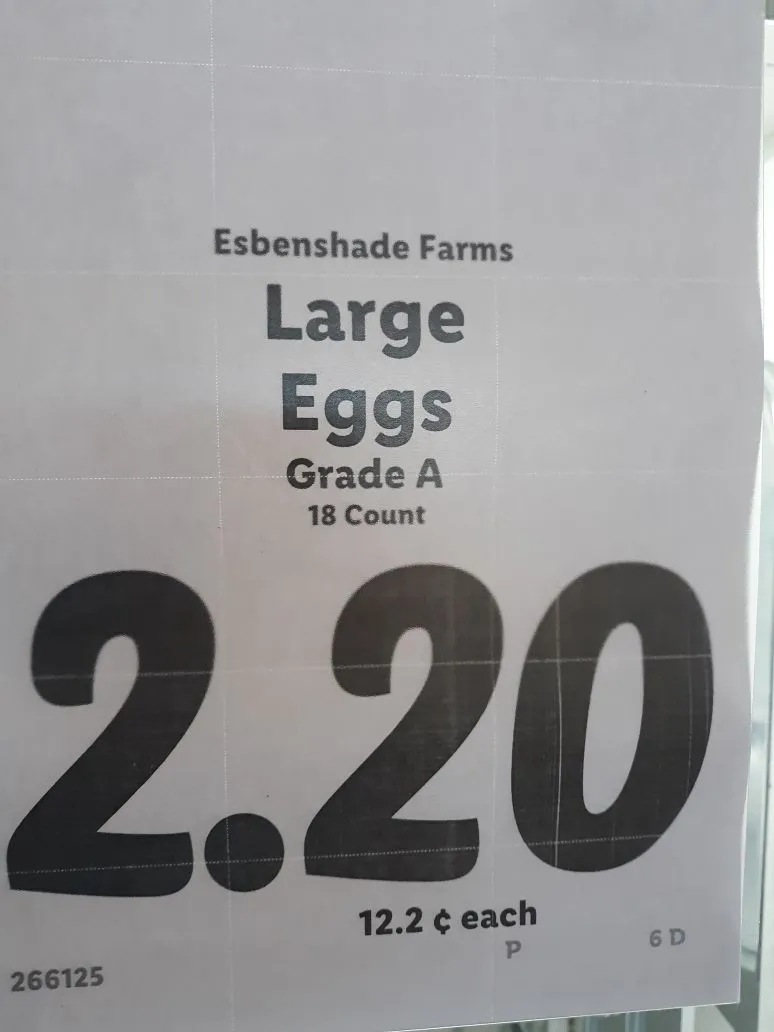 Esbenshade Farms
Large
Eggs
Grade A
18 Count
2.20
12.2 ¢ each
P
6 D
266125